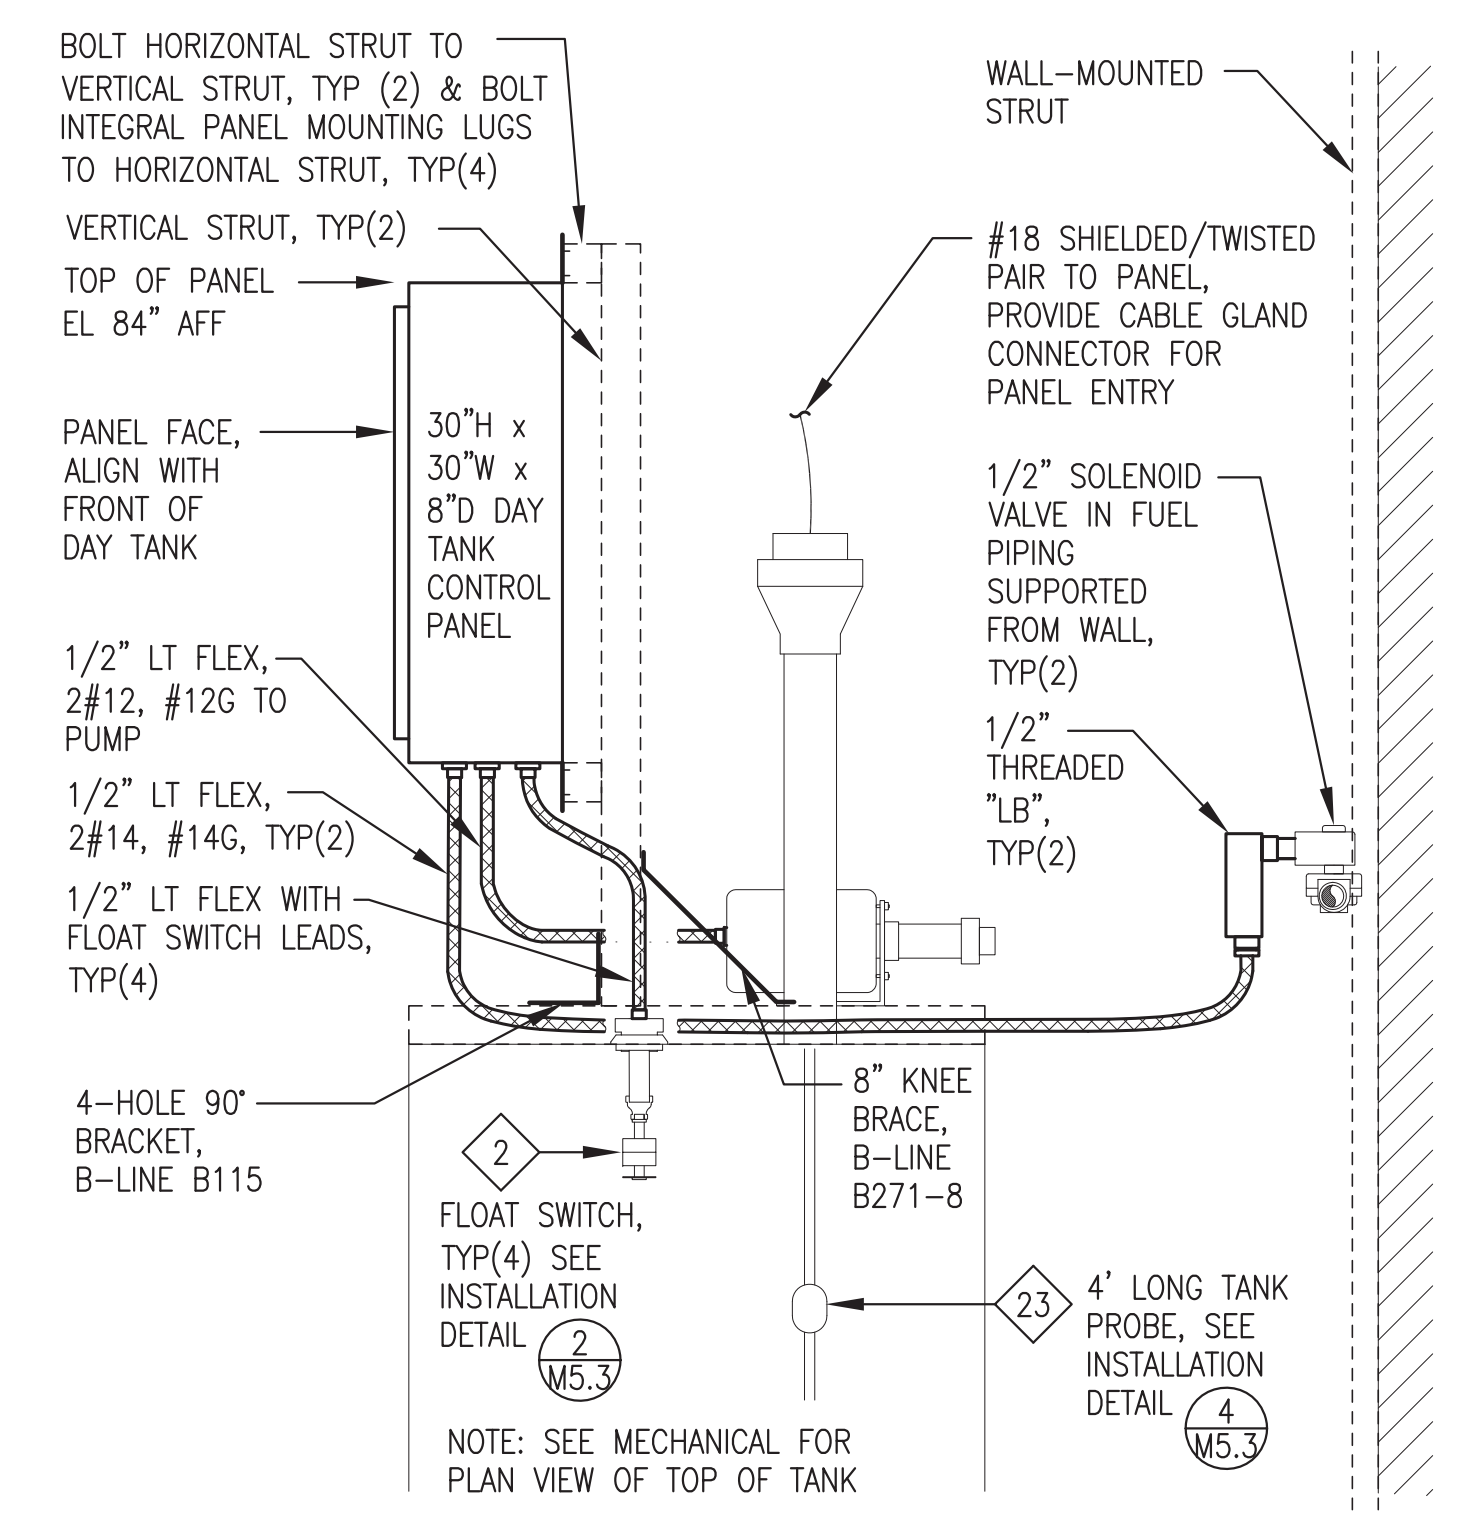 BOLT HORIZONTAL STRUT TO
VERTICAL STRUT, TYP (2) & BOLT
INTEGRAL PANEL MOUNTING LUGS
TO HORIZONTAL STRUT, TYP(4)
VERTICAL STRUT, TYP(2)
TOP OF PANEL
EL 84" AFF
PANEL FACE,
ALIGN WITH
FRONT OF
DAY TANK
30"H x
30"W x
8"D DAY
TANK
CONTROL
PANEL
1/2" LT FLEX,
2#12, #12G TO
PUMP
1/2" LT FLEX,
2#14, #14G, TYP(2)
1/2" LT FLEX WITH
FLOAT SWITCH LEADS,
TYP(4)
4-HOLE 90°
BRACKET,
B-LINE B115
WALL-MOUNTED
STRUT
#18 SHIELDED/TWISTED
PAIR TO PANEL,
PROVIDE CABLE GLAND
CONNECTOR FOR
PANEL ENTRY
1/2" SOLENOID
VALVE IN FUEL
PIPING
SUPPORTED
FROM WALL,
TYP(2)
1/2"
THREADED
"LB",
TYP(2)
8" KNEE
BRACE,
B-LINE
B271-8
2
FLOAT SWITCH,
TYP(4) SEE
INSTALLATION
DETAIL
2
M5.3
23
4' LONG TANK
PROBE, SEE
INSTALLATION
DETAIL
4
M5.3
NOTE: SEE MECHANICAL FOR
PLAN VIEW OF TOP OF TANK